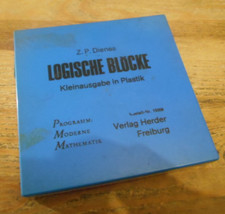 Z. P. Dienes
LOGISCHE BLÖCKE
Kleinausgabe in Plastik
PROGRAMM:
MODERNE
MATHEMATIK
Verlag Herder
Freiburg